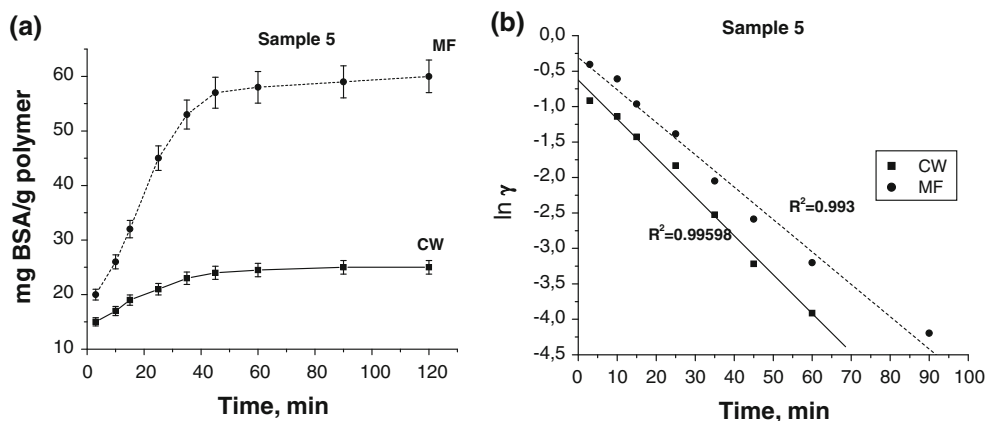 (a)
Sample 5
MF
CW
mg BSA/g polymer
60
50
40
30
20
10
0 20 40 60 80 100 120
Time, min
(b)
Sample 5
ln γ
0,0
-0,5
-1,0
-1,5
-2,0
-2,5
-3,0
-3,5
-4,0
-4,5
CW
MF
R²=0.993
R²=0.99598
0 10 20 30 40 50 60 70 80 90 100
Time, min